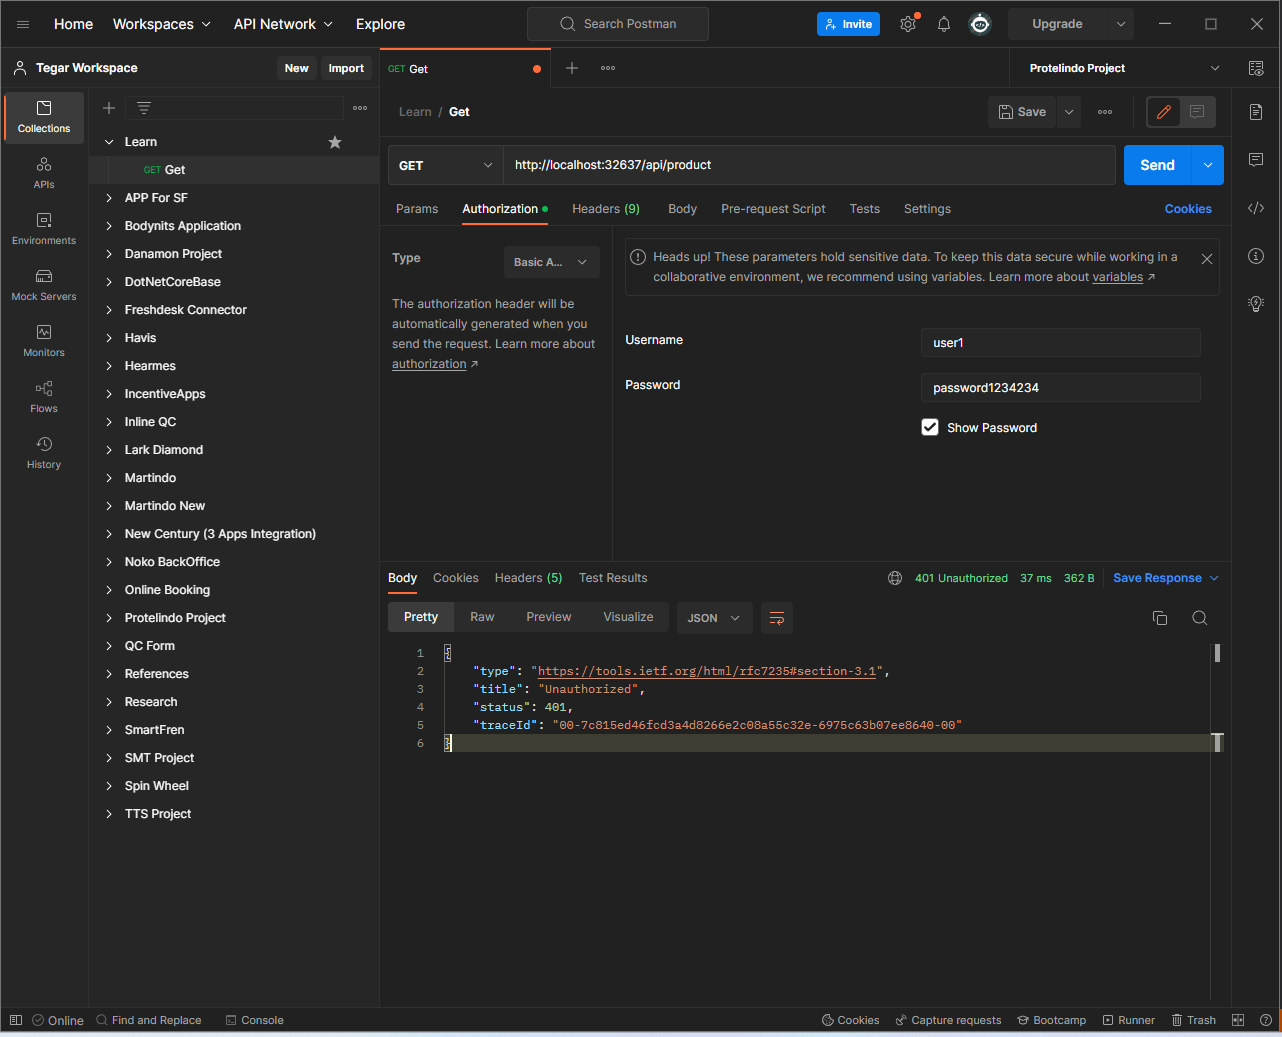 Home Workspaces API Network Explore Search Postman Invite Upgrade
Tegar Workspace New Import GET Get Protelindo Project
Collections
APIs
Environments
Mock Servers
Monitors
Flows
History
Learn
GET Get
APP For SF
Bodynits Application
Danamon Project
DotNetCoreBase
Freshdesk Connector
Havis
Hearmes
IncentiveApps
Inline QC
Lark Diamond
Martindo
Martindo New
New Century (3 Apps Integration)
Noko BackOffice
Online Booking
Protelindo Project
QC Form
References
Research
SmartFren
SMT Project
Spin Wheel
TTS Project
Learn / Get Save
GET http://localhost:32637/api/product Send
Params Authorization Headers (9) Body Pre-request Script Tests Settings Cookies
Type Basic A...
The authorization header will be
automatically generated when you
send the request. Learn more about
authorization ↗
Heads up! These parameters hold sensitive data. To keep this data secure while working in a
collaborative environment, we recommend using variables. Learn more about variables ↗
Username user1
Password password1234234
Show Password
Body Cookies Headers (5) Test Results 401 Unauthorized 37 ms 362 B Save Response
Pretty Raw Preview Visualize JSON
1 {
2 "type": "https://tools.ietf.org/html/rfc7235#section-3.1",
3 "title": "Unauthorized",
4 "status": 401,
5 "traceId": "00-7c815ed46fcd3a4d8266e2c08a55c32e-6975c63b07ee8640-00"
6 }
Online Find and Replace Console Cookies Capture requests Bootcamp Runner Trash